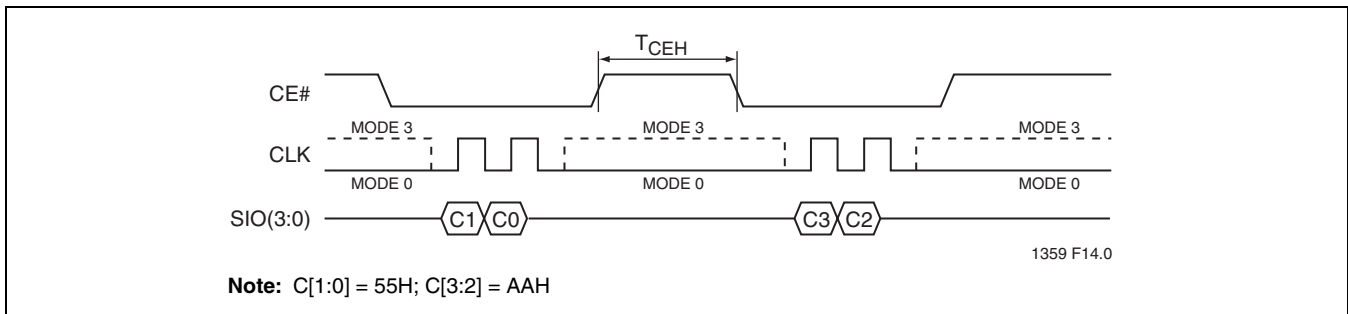 TCEH
CE#
MODE 3 MODE 3 MODE 3
CLK
MODE 0 MODE 0 MODE 0
SIO(3:0) C1 C0 C3 C2
1359 F14.0
Note: C[1:0] = 55H; C[3:2] = AAH